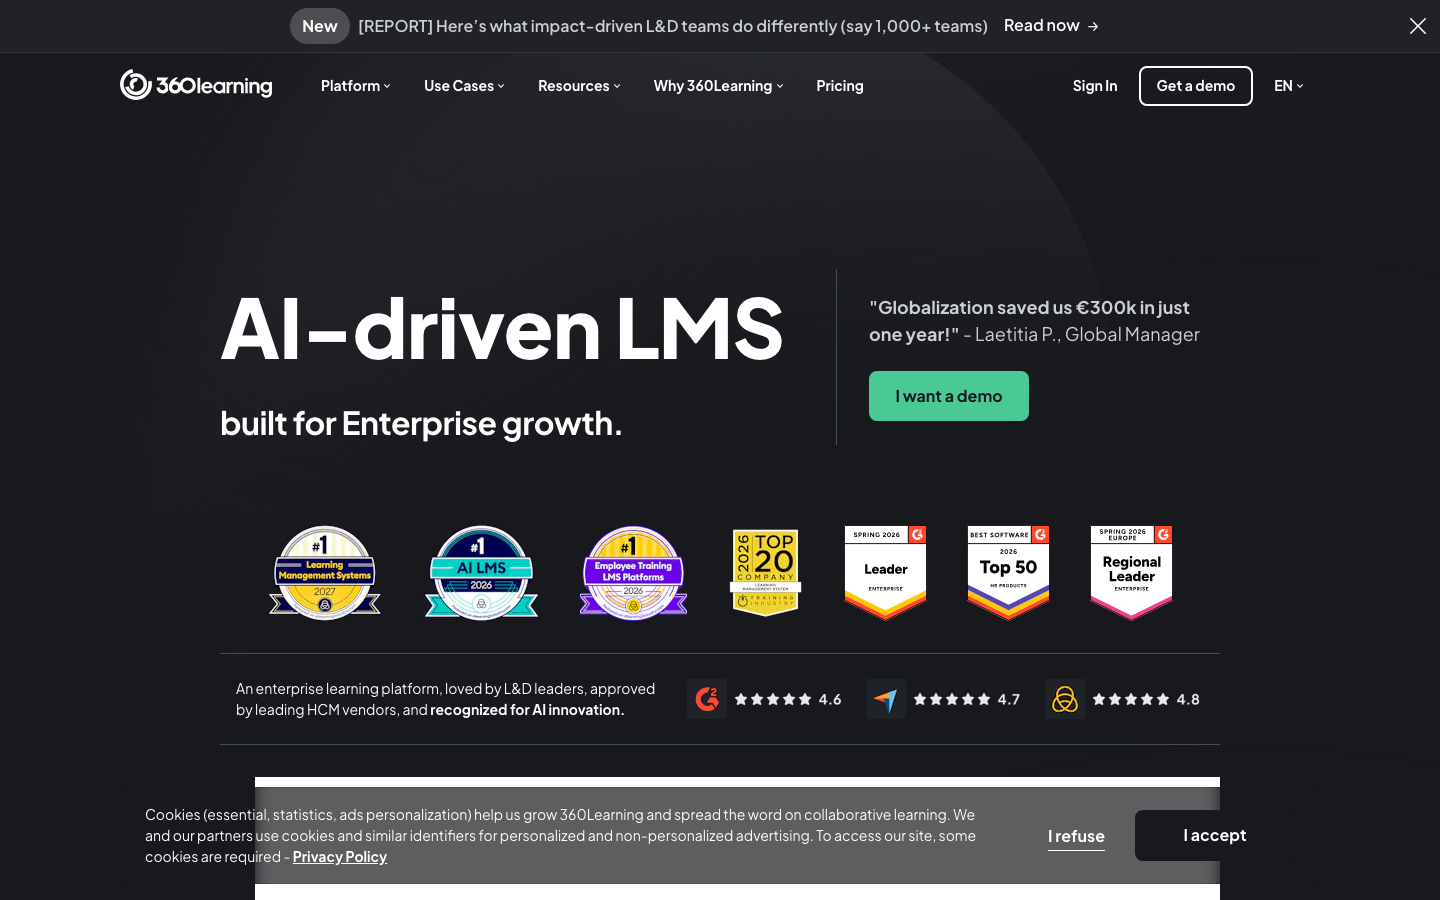 New [REPORT] Here’s what impact-driven L&D teams do differently (say 1,000+ teams) Read now →
360learning Platform Use Cases Resources Why 360Learning Pricing Sign In Get a demo EN
AI-driven LMS
built for Enterprise growth.
"Globalization saved us €300k in just
one year!" - Laetitia P., Global Manager
I want a demo
#1
Learning
Management Systems
2027
#1
AI LMS
2026
#1
Employee Training
LMS Platforms
2026
2026
TOP
20
COMPANY
LEARNING
MANAGEMENT SYSTEM
TRAINING
INDUSTRY
SPRING 2026
Leader
ENTERPRISE
BEST SOFTWARE
2026
Top 50
HR PRODUCTS
SPRING 2026
EUROPE
Regional
Leader
ENTERPRISE
An enterprise learning platform, loved by L&D leaders, approved
by leading HCM vendors, and recognized for AI innovation.
4.6 4.7 4.8
Cookies (essential, statistics, ads personalization) help us grow 360Learning and spread the word on collaborative learning. We
and our partners use cookies and similar identifiers for personalized and non-personalized advertising. To access our site, some
cookies are required - Privacy Policy
I refuse
I accept